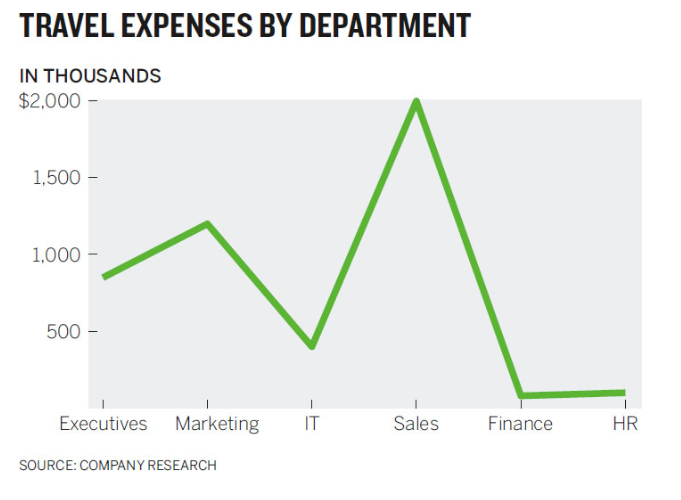 TRAVEL EXPENSES BY DEPARTMENT
IN THOUSANDS
$2,000
1,500
1,000
500
Executives Marketing IT Sales Finance HR
SOURCE: COMPANY RESEARCH